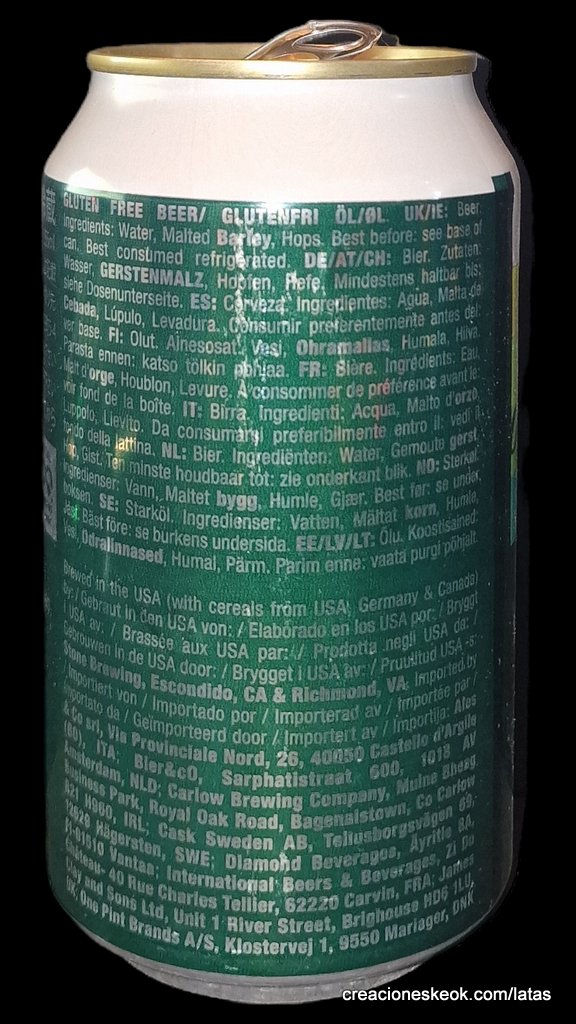 GLUTEN FREE BEER/ GLUTENFRI ÖL/ØL. UK/IE: Beer.
Ingredients: Water, Malted Barley, Hops. Best before: see base of
can. Best consumed refrigerated. DE/AT/CH: Bier. Zutaten:
Wasser, GERSTENMALZ, Hopfen, Hefe. Mindestens haltbar bis:
siehe Dosenunterseite. ES: Cerveza. Ingredientes: Agua, Malta de
Cebada, Lúpulo, Levadura. Consumir preferentemente antes del:
ver base. FI: Olut. Ainesosat: Vesi, Ohramallas, Humala, Hiiva.
Parasta ennen: katso tölkin pohjaa. FR: Bière. Ingrédients: Eau,
Malt d'orge, Houblon, Levure. A consommer de préférence avant le:
voir fond de la boîte. IT: Birra. Ingredienti: Acqua, Malto d'orzo,
Luppolo, Lievito. Da consumarsi preferibilmente entro il: vedi il
fondo della lattina. NL: Bier. Ingrediënten: Water, Gemoute gerst,
Hop, Gist. Ten minste houdbaar tot: zie onderkant blik. NO: Sterkøl.
Ingredienser: Vann, Maltet bygg, Humle, Gjær. Best før: se under
boksen. SE: Starköl. Ingredienser: Vatten, Mältat korn, Humle,
Jäst. Bäst före: se burkens undersida. EE/LV/LT: Õlu. Koostisained:
Vesi, Odralinnased, Humal, Pärm. Parim enne: vaata purgi põhjalt.
Brewed in the USA (with cereals from USA, Germany & Canada)
by: / Gebraut in den USA von: / Elaborado en los USA por: / Bryggt
i USA av: / Brassée aux USA par: / Prodotta negli USA da: /
Gebrouwen in de USA door: / Brygget i USA av: / Pruulitud USA-s:
Stone Brewing, Escondido, CA & Richmond, VA. Imported by
/ Importiert von / Importado por / Importerad av / Importée par /
Importato da / Geïmporteerd door / Importert av / Importija: Ales
& Co srl, Via Provinciale Nord, 26, 40050 Castello d'Argile
(BO), ITA; Bier&cO, Sarphatistraat 600, 1018 AV
Amsterdam, NLD; Carlow Brewing Company, Muine Bheag
Business Park, Royal Oak Road, Bagenalstown, Co Carlow
R21 H960, IRL; Cask Sweden AB, Tellusborgsvägen 69,
12629 Hägersten, SWE; Diamond Beverages, Äyritie 8A,
FI-01510 Vantaa; International Beers & Beverages, ZI Du
Château- 40 Rue Charles Tellier, 62220 Carvin, FRA; James
Clay and Sons Ltd, Unit 1 River Street, Brighouse HD6 1LU,
UK; One Pint Brands A/S, Klostervej 1, 9550 Mariager, DNK
creacioneskeok.com/latas